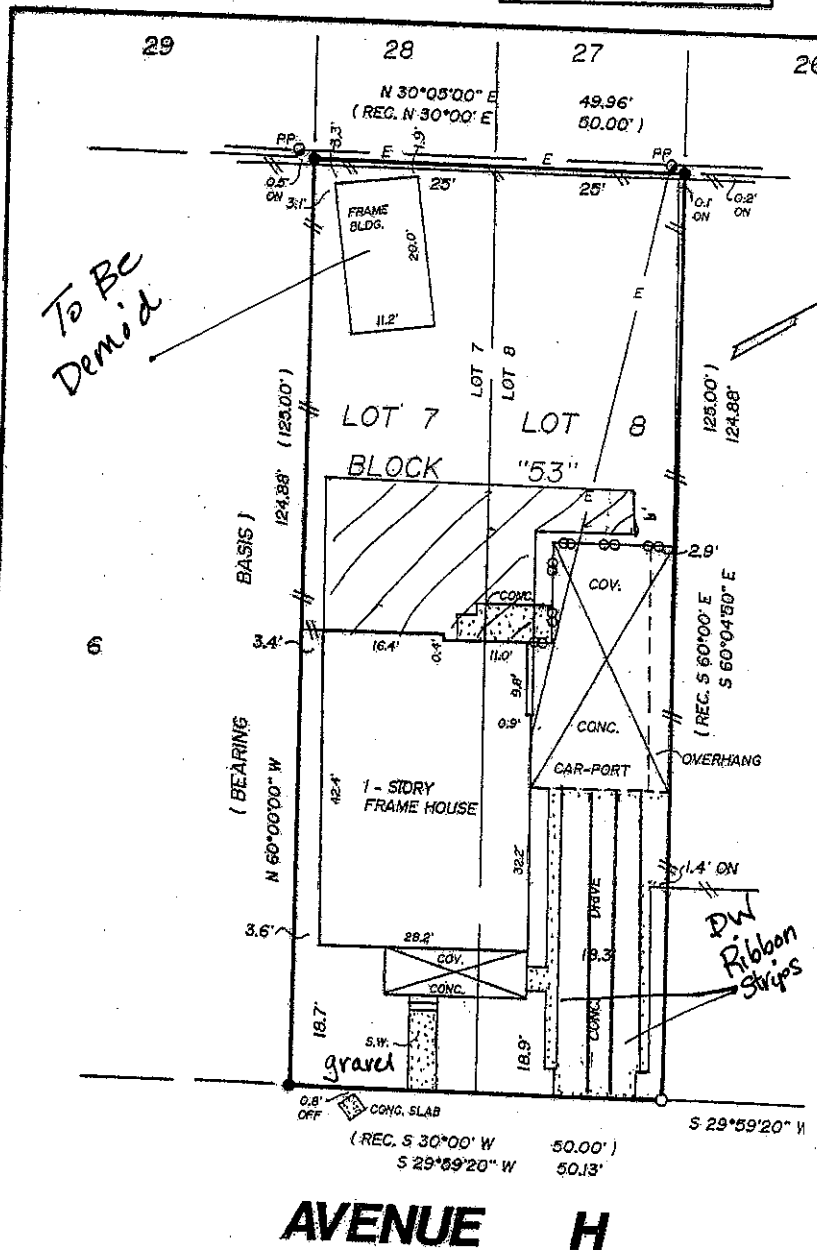 29
28
27
26
N 30°05'00" E
49.96'
( REC. N 30°00' E
50.00' )
PP
3.3'
E
1.9'
E
PP
0.5'
ON
3.1'
25'
25'
0.1'
ON
0.2'
ON
FRAME
BLDG.
20.0'
11.2'
E
To Be
Demo'd
LOT 7
LOT 8
( 125.00' )
124.88'
125.00' )
124.88'
LOT 7
LOT 8
BLOCK
"53"
E
BASIS )
2.9'
COV.
CONC.
( REC. S 60°00' E
S 60°04'50" E
6
3.4'
16.4'
0.4'
11.0'
9.8'
0.9'
CONC.
CAR-PORT
OVERHANG
( BEARING
N 60°00'00" W
42.4'
1 - STORY
FRAME HOUSE
32.2'
1.4' ON
DRIVE
19.3'
CONC.
DW
Ribbon
Strips
3.6'
28.2'
COV.
CONC.
18.7'
S.W.
gravel
18.9'
0.8'
OFF
CONC. SLAB
S 29°59'20" W
( REC. S 30°00' W
50.00' )
S 29°59'20" W
50.13'
AVENUE H